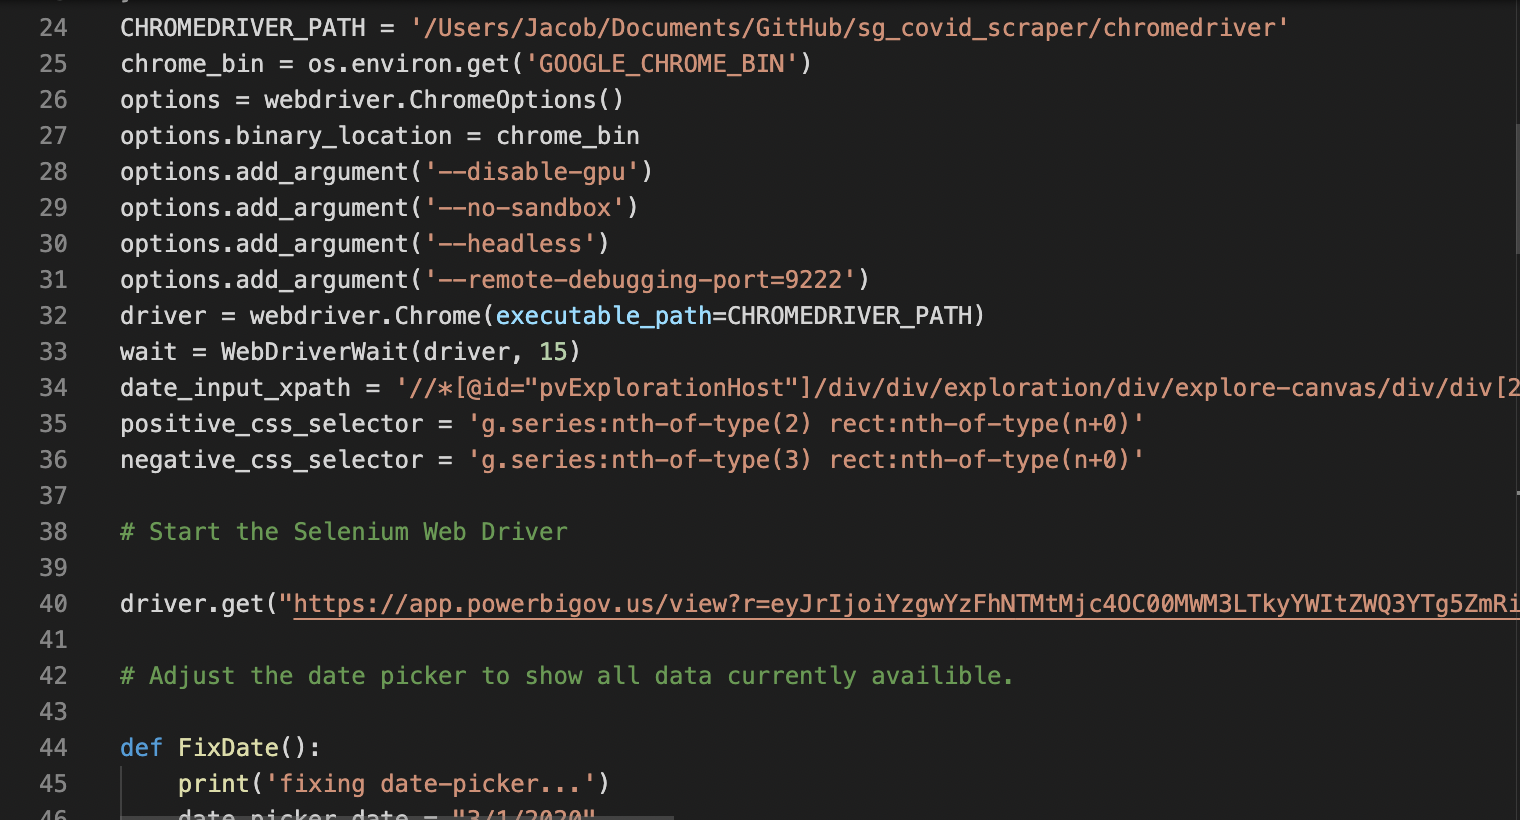 24 CHROMEDRIVER_PATH = '/Users/Jacob/Documents/GitHub/sg_covid_scraper/chromedriver'
25 chrome_bin = os.environ.get('GOOGLE_CHROME_BIN')
26 options = webdriver.ChromeOptions()
27 options.binary_location = chrome_bin
28 options.add_argument('--disable-gpu')
29 options.add_argument('--no-sandbox')
30 options.add_argument('--headless')
31 options.add_argument('--remote-debugging-port=9222')
32 driver = webdriver.Chrome(executable_path=CHROMEDRIVER_PATH)
33 wait = WebDriverWait(driver, 15)
34 date_input_xpath = '//*[@id="pvExplorationHost"]/div/div/exploration/div/explore-canvas/div/div[2
35 positive_css_selector = 'g.series:nth-of-type(2) rect:nth-of-type(n+0)'
36 negative_css_selector = 'g.series:nth-of-type(3) rect:nth-of-type(n+0)'
37
38 # Start the Selenium Web Driver
39
40 driver.get("https://app.powerbigov.us/view?r=eyJrIjoiYzgwYzFhNTMtMjc4OC00MWM3LTkyYWItZWQ3YTg5ZmRi
41
42 # Adjust the date picker to show all data currently availible.
43
44 def FixDate():
45 print('fixing date-picker...')
46 date_picker_date = "3/1/2020"